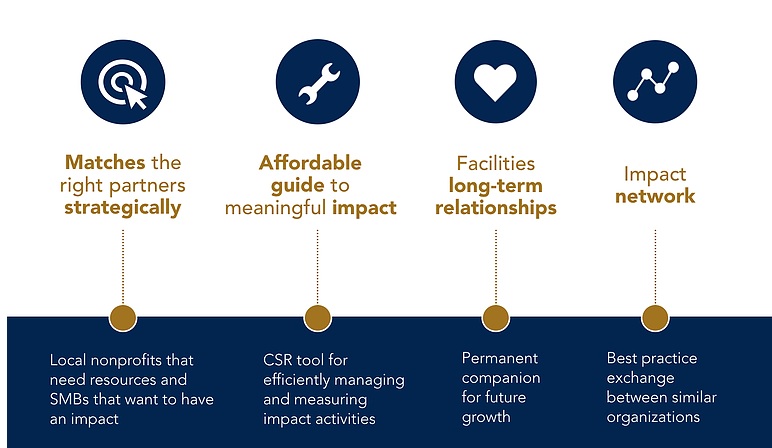 Matches the
right partners
strategically
Affordable
guide to
meaningful impact
Facilities
long-term
relationships
Impact
network
Local nonprofits that
need resources and
SMBs that want to have
an impact
CSR tool for
efficiently managing
and measuring
impact activities
Permanent
companion
for future
growth
Best practice
exchange
between similar
organizations